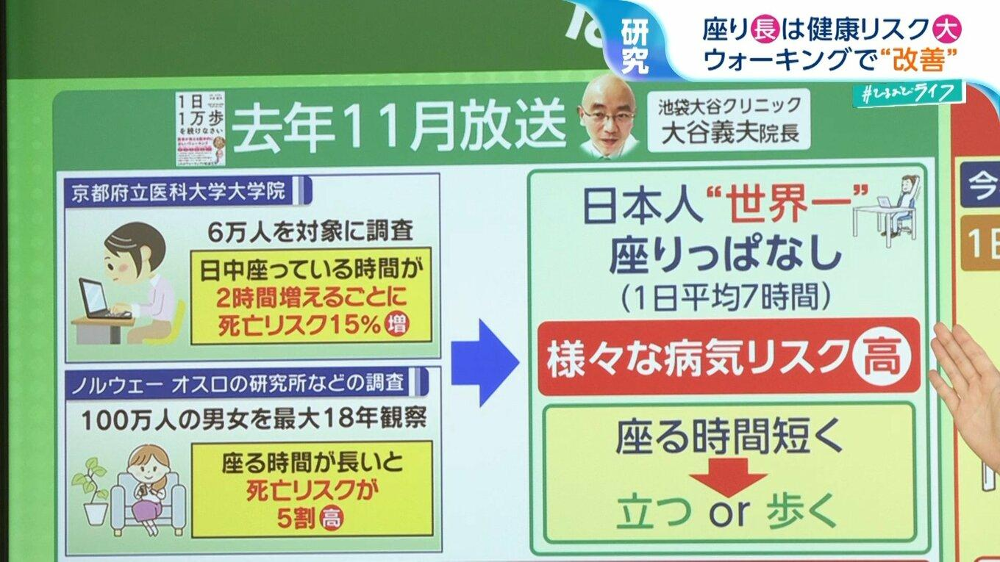 研究
座り長は健康リスク大
ウォーキングで“改善”
#ひるおびライフ
1日
1万歩
を続けなさい
去年11月放送
池袋大谷クリニック
大谷義夫院長
京都府立医科大学大学院
6万人を対象に調査
日中座っている時間が
2時間増えるごとに
死亡リスク15%増
ノルウェー オスロの研究所などの調査
100万人の男女を最大18年観察
座る時間が長いと
死亡リスクが
5割高
日本人“世界一”
座りっぱなし
(1日平均7時間)
様々な病気リスク高
座る時間短く
立つ or 歩く
今
1日